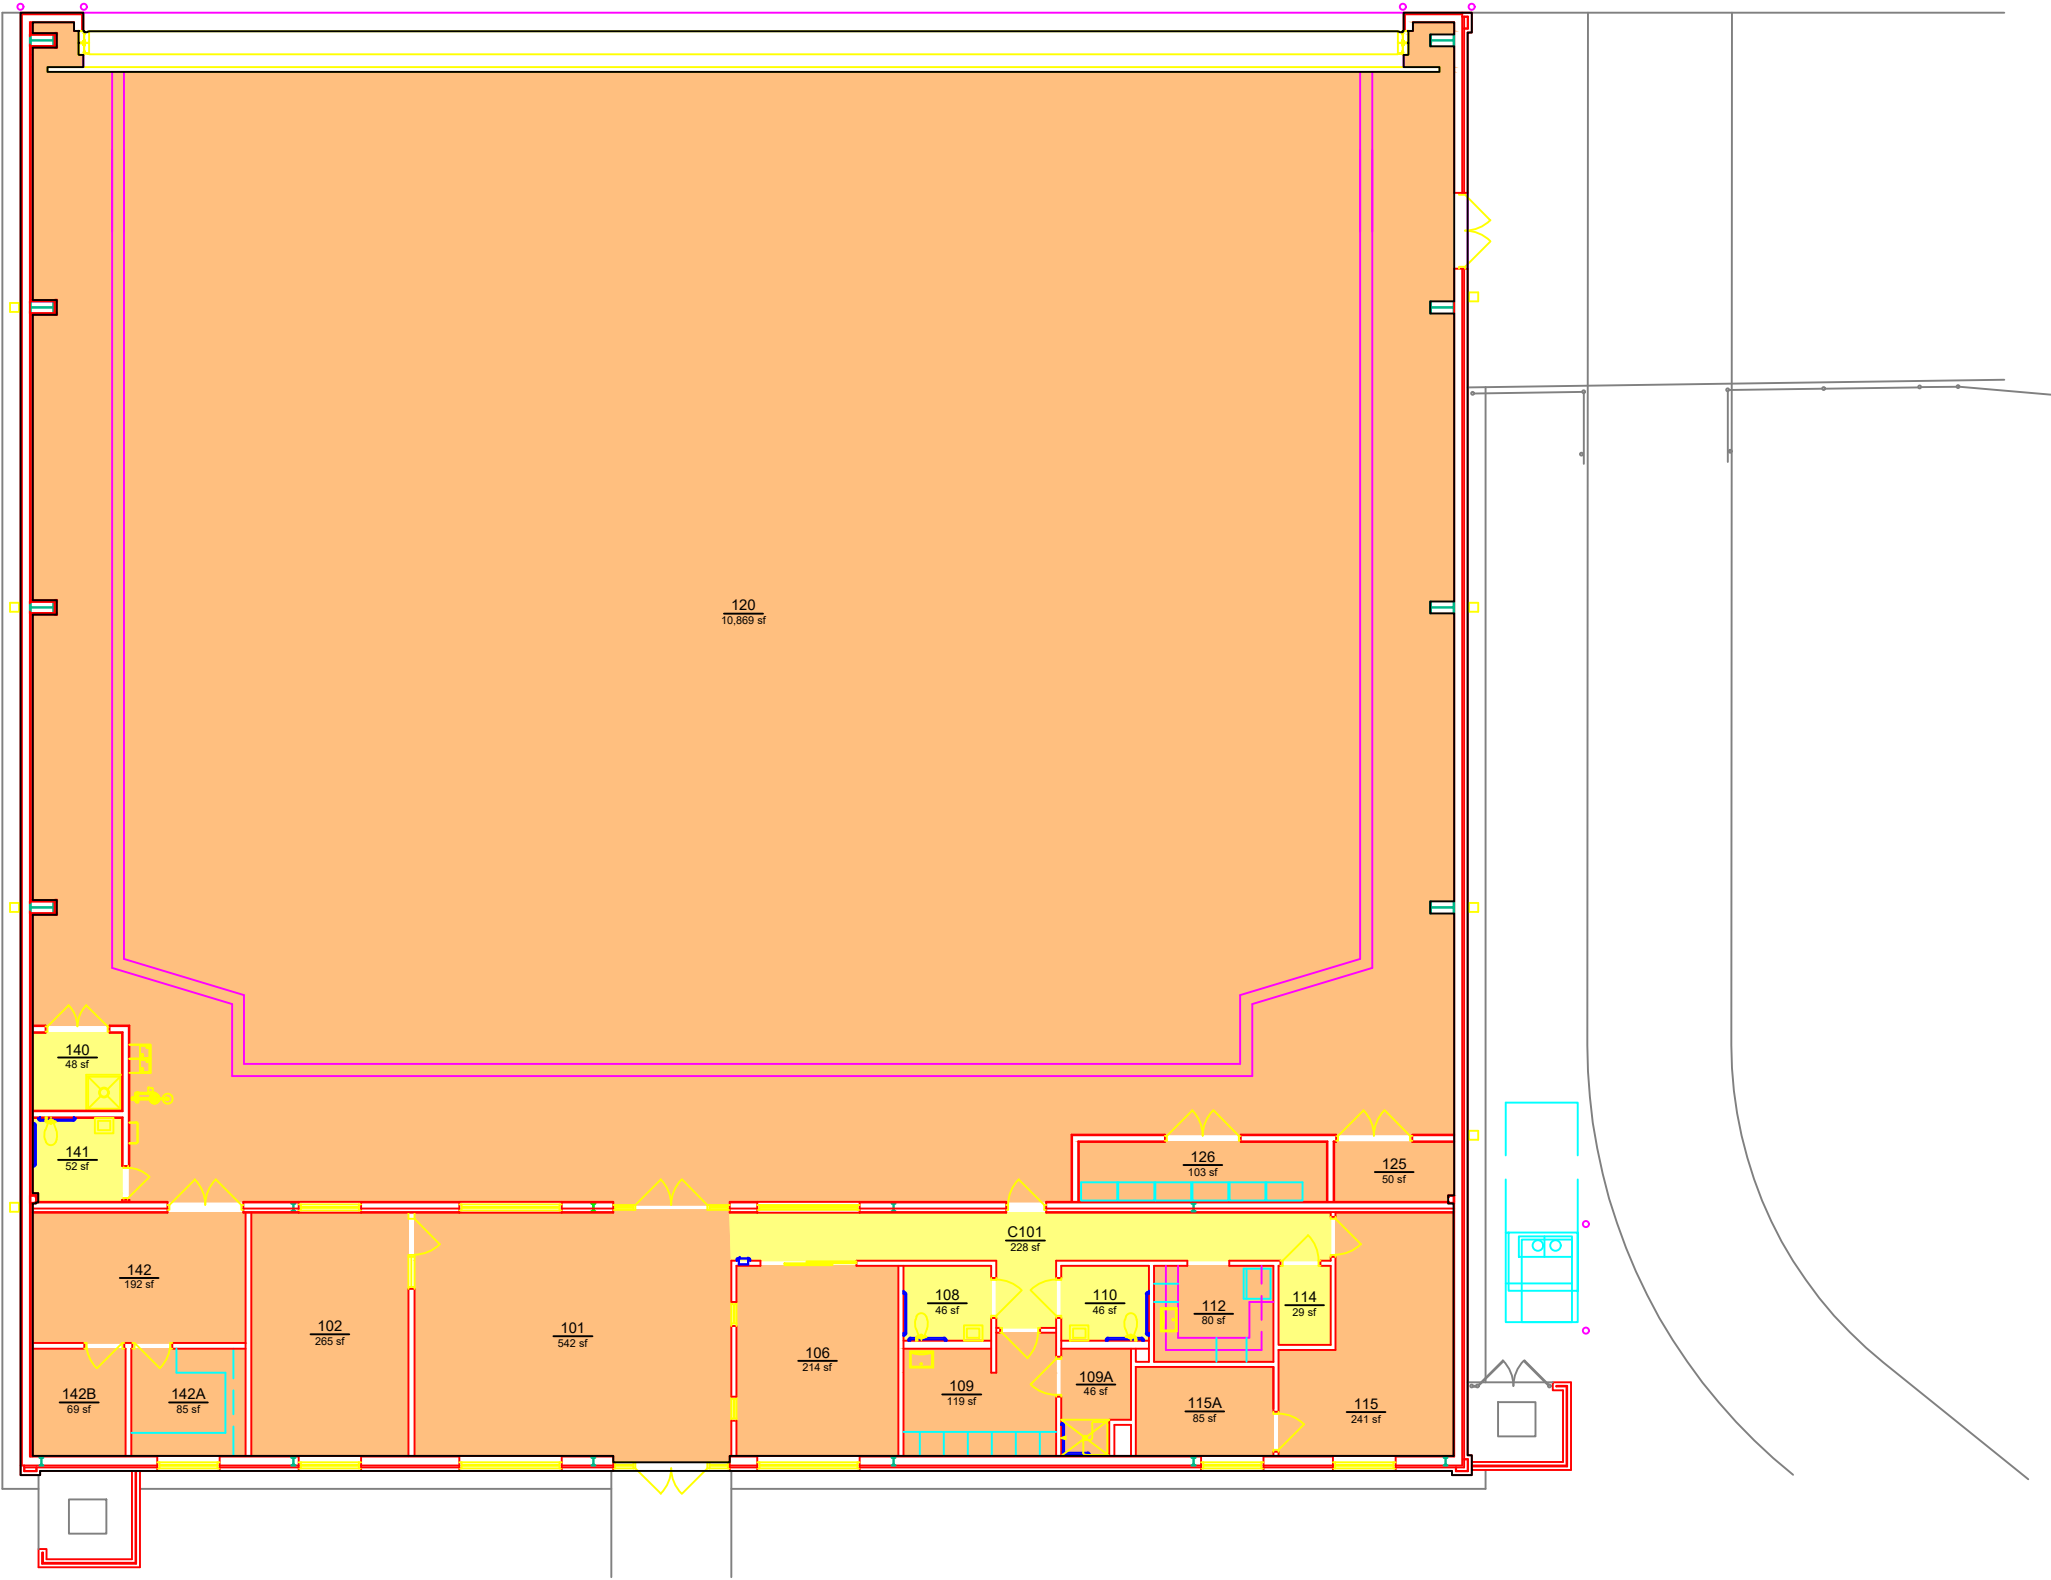 120
10,869 sf
140
48 sf
141
52 sf
126
103 sf
125
50 sf
C101
228 sf
142
192 sf
102
265 sf
101
542 sf
106
214 sf
108
46 sf
110
46 sf
112
80 sf
114
29 sf
142B
69 sf
142A
85 sf
109
119 sf
109A
46 sf
115A
85 sf
115
241 sf